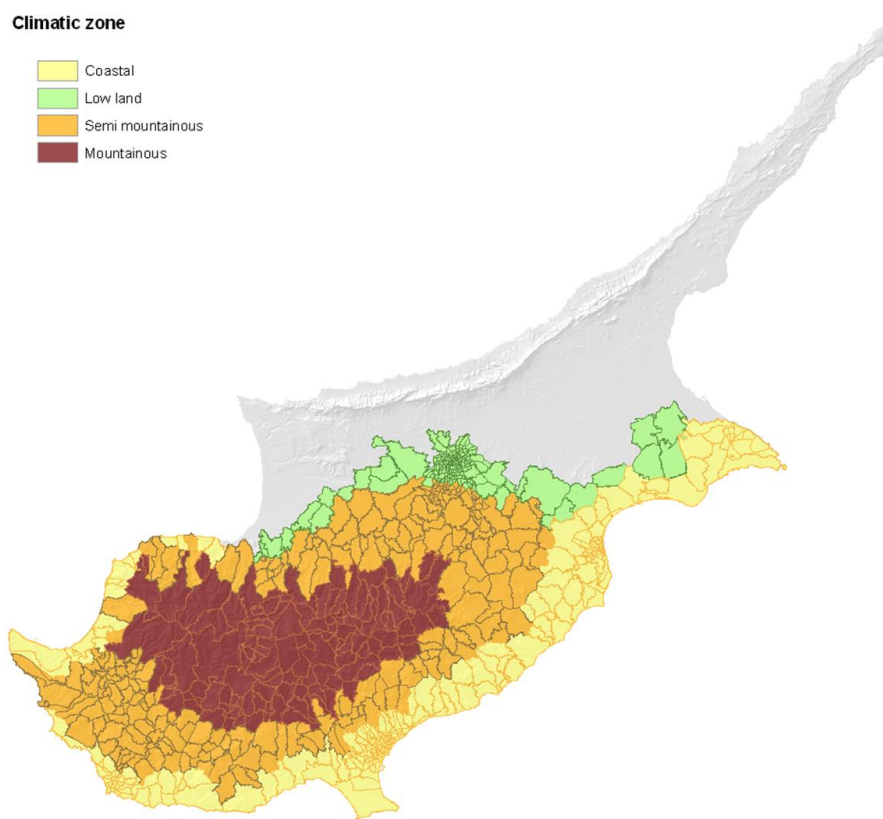 Climatic zone
Coastal
Low land
Semi mountainous
Mountainous